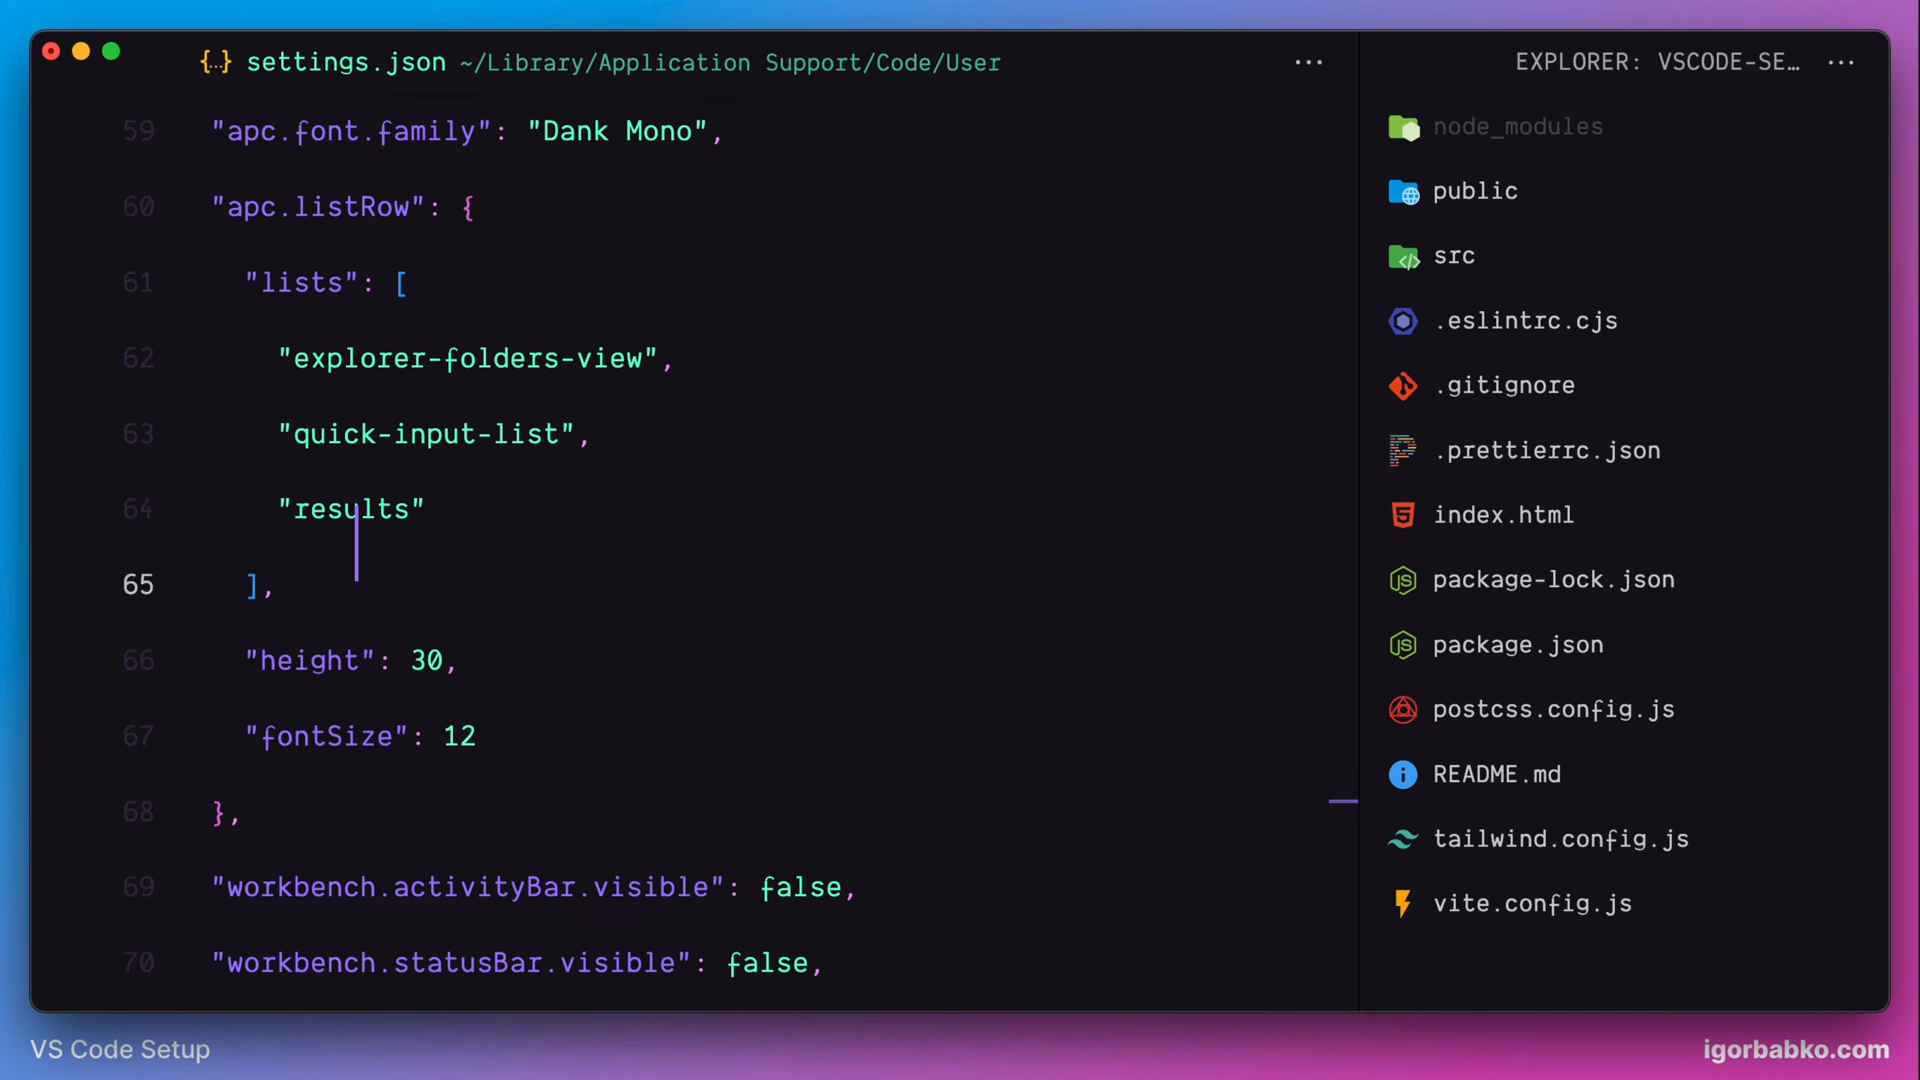 {...} settings.json ~/Library/Application Support/Code/User ...
59 "apc.font.family": "Dank Mono",
60 "apc.listRow": {
61 "lists": [
62 "explorer-folders-view",
63 "quick-input-list",
64 "results"
65 ],
66 "height": 30,
67 "fontSize": 12
68 },
69 "workbench.activityBar.visible": false,
70 "workbench.statusBar.visible": false,
EXPLORER: VSCODE-SE... ...
node_modules
public
src
.eslintrc.cjs
.gitignore
.prettierrc.json
index.html
package-lock.json
package.json
postcss.config.js
README.md
tailwind.config.js
vite.config.js
VS Code Setup
igorbabko.com